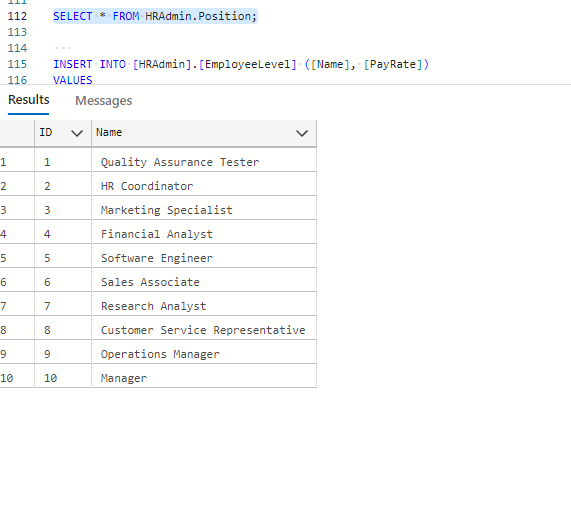 111
112 SELECT * FROM HRAdmin.Position;
113
114 ...
115 INSERT INTO [HRAdmin].[EmployeeLevel] ([Name], [PayRate])
116 VALUES
Results Messages
ID Name
1 1 Quality Assurance Tester
2 2 HR Coordinator
3 3 Marketing Specialist
4 4 Financial Analyst
5 5 Software Engineer
6 6 Sales Associate
7 7 Research Analyst
8 8 Customer Service Representative
9 9 Operations Manager
10 10 Manager